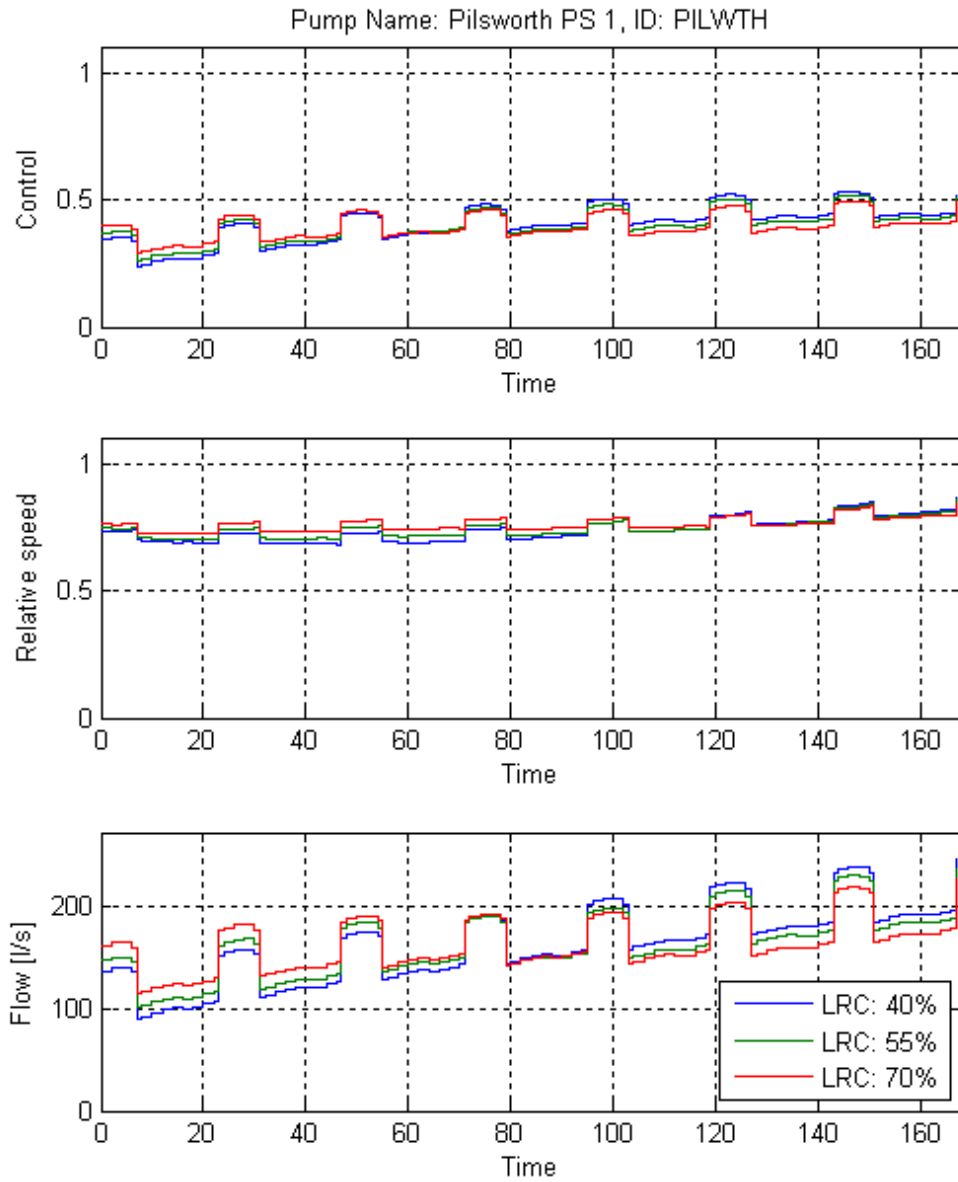 Pump Name: Pilsworth PS 1, ID: PILWTH
Control
1
0.5
0
0 20 40 60 80 100 120 140 160
Time
Relative speed
1
0.5
0
0 20 40 60 80 100 120 140 160
Time
Flow [l/s]
200
100
0
LRC: 40%
LRC: 55%
LRC: 70%
0 20 40 60 80 100 120 140 160
Time